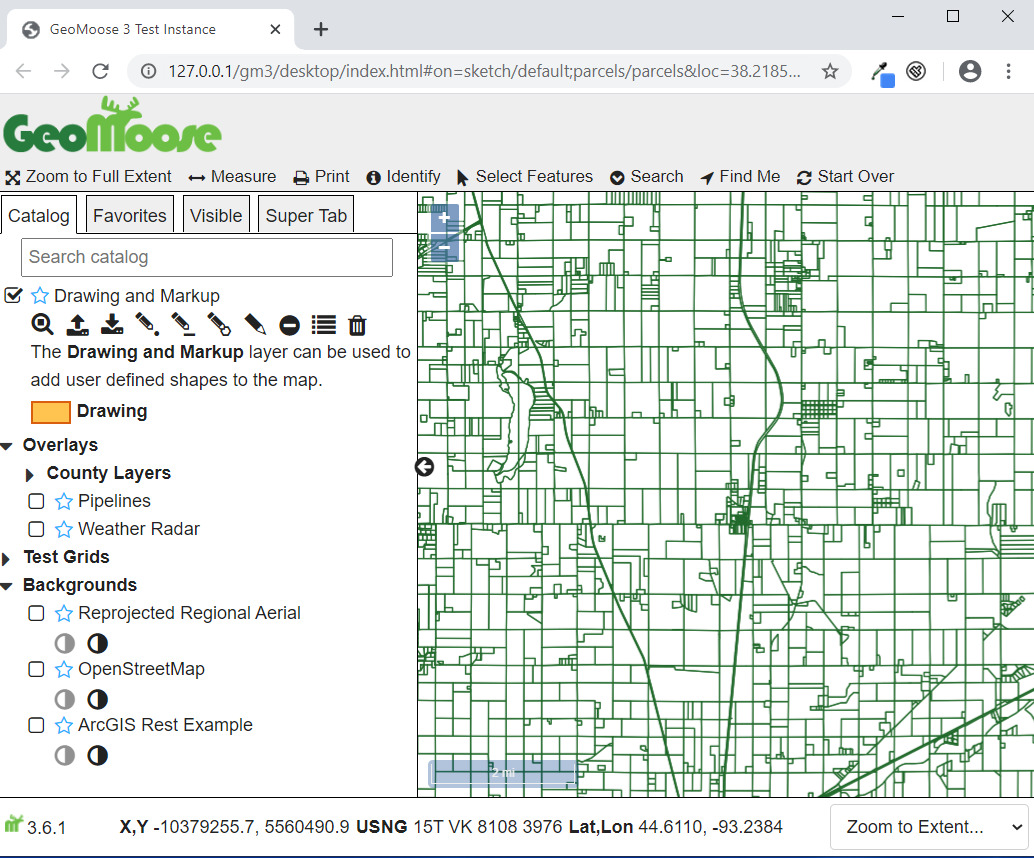 GeoMoose 3 Test Instance
127.0.0.1/gm3/desktop/index.html#on=sketch/default;parcels/parcels&loc=38.2185...
GeoMoose
Zoom to Full Extent Measure Print Identify Select Features Search Find Me Start Over
Catalog Favorites Visible Super Tab
+
Search catalog
−
Drawing and Markup
The Drawing and Markup layer can be used to
add user defined shapes to the map.
Drawing
Overlays
County Layers
Pipelines
Weather Radar
Test Grids
Backgrounds
Reprojected Regional Aerial
OpenStreetMap
ArcGIS Rest Example
2 mi
3.6.1 X,Y -10379255.7, 5560490.9 USNG 15T VK 8108 3976 Lat,Lon 44.6110, -93.2384 Zoom to Extent...